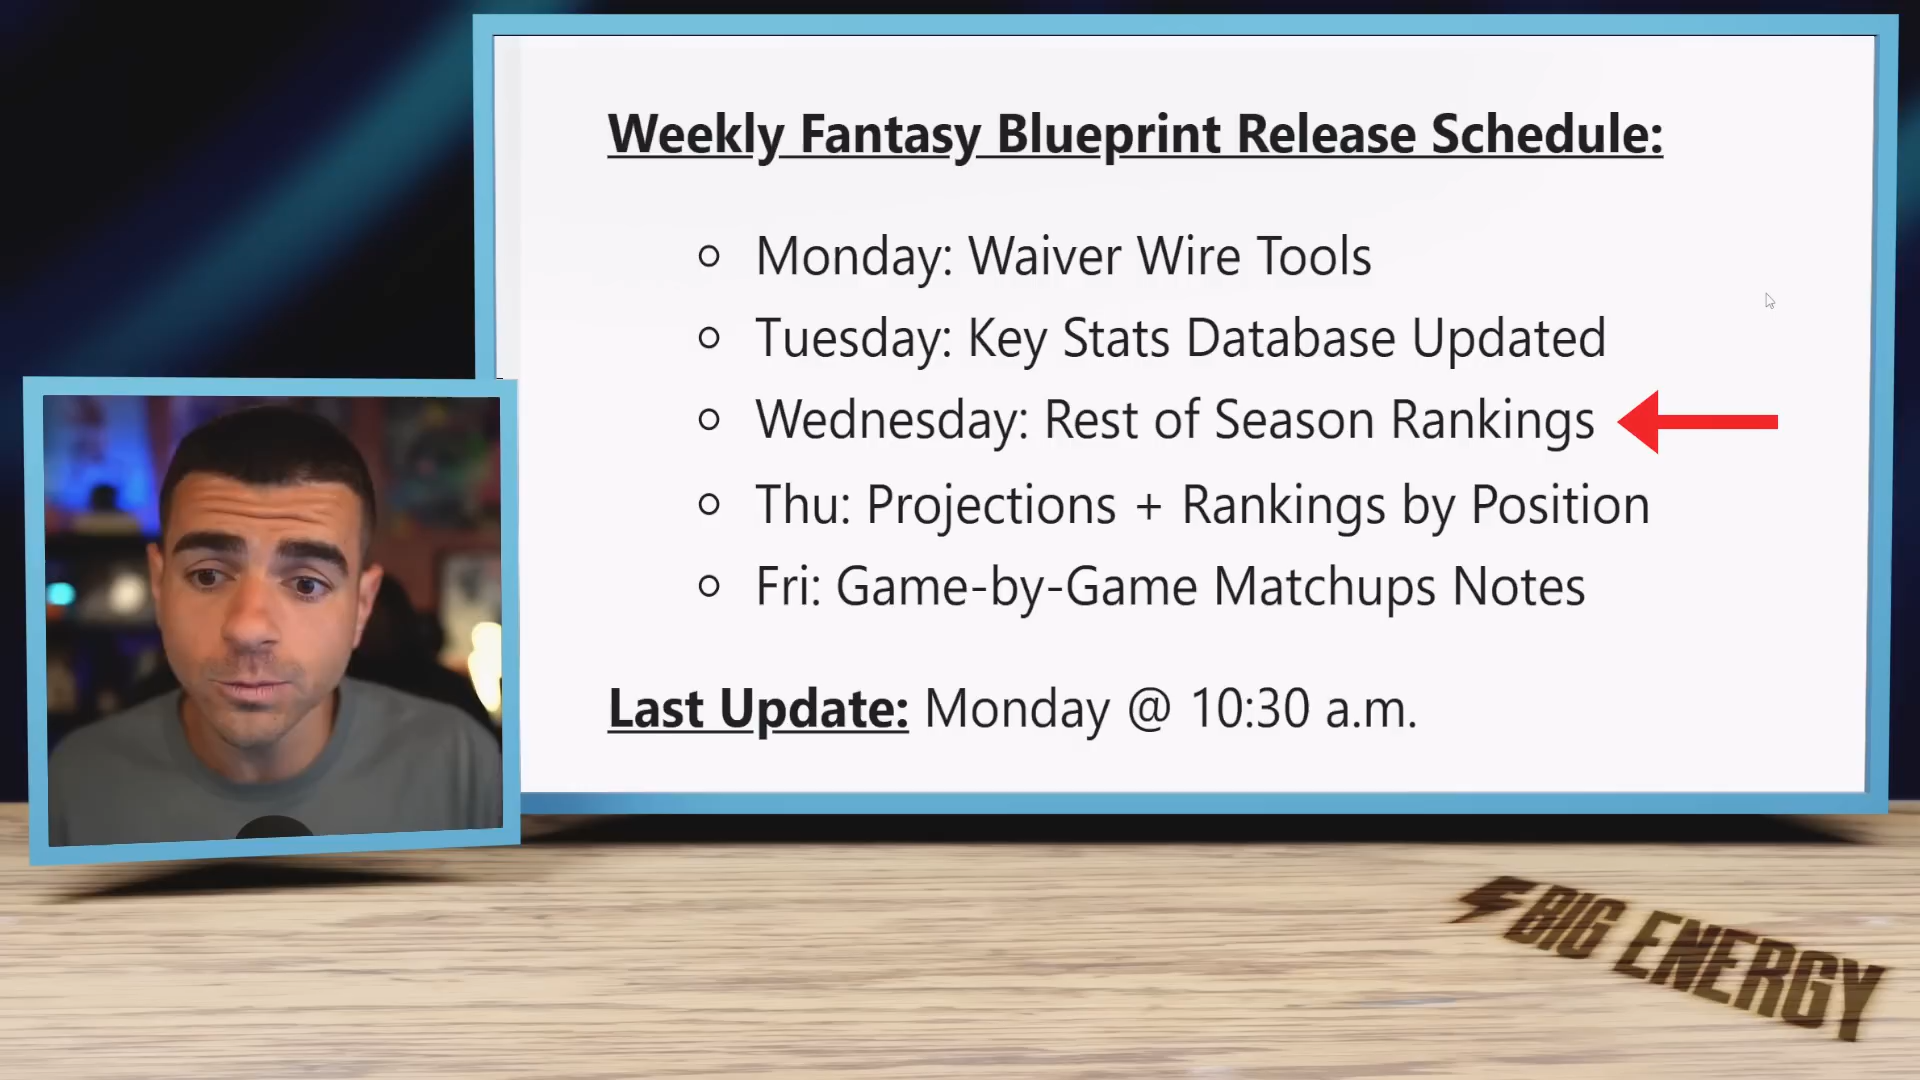 Weekly Fantasy Blueprint Release Schedule:
Monday: Waiver Wire Tools
Tuesday: Key Stats Database Updated
Wednesday: Rest of Season Rankings
Thu: Projections + Rankings by Position
Fri: Game-by-Game Matchups Notes
Last Update: Monday @ 10:30 a.m.
BIG ENERGY